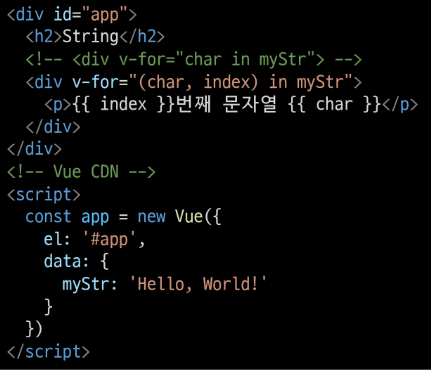 <div id="app">
  <h2>String</h2>
  <!-- <div v-for="char in myStr"> -->
  <div v-for="(char, index) in myStr">
    <p>{{ index }}번째 문자열 {{ char }}</p>
  </div>
</div>
<!-- Vue CDN -->
<script>
  const app = new Vue({
    el: '#app',
    data: {
      myStr: 'Hello, World!'
    }
  })
</script>